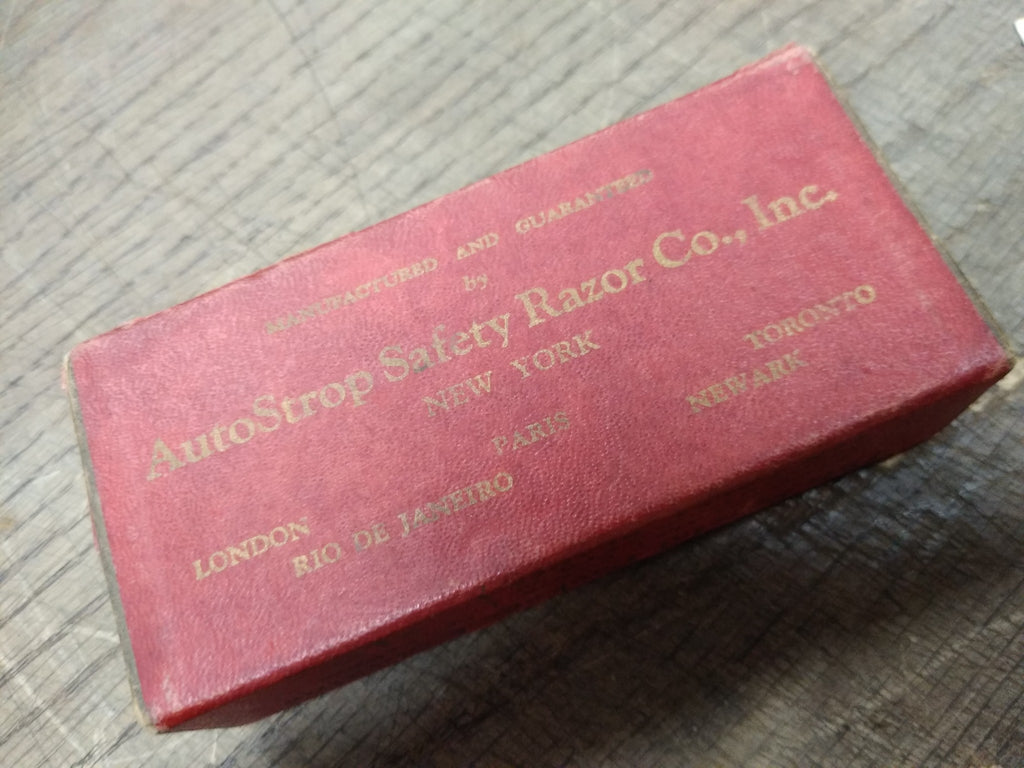 MANUFACTURED AND GUARANTEED
by
AutoStrop Safety Razor Co., Inc.
NEW YORK
LONDON PARIS TORONTO
RIO DE JANEIRO NEWARK